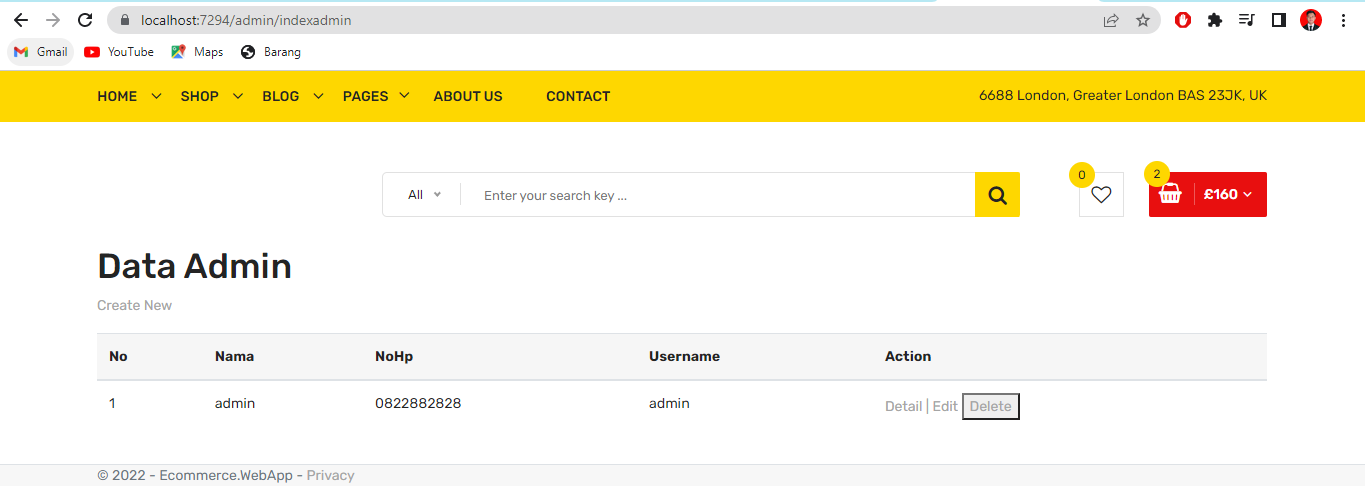 localhost:7294/admin/indexadmin
Gmail YouTube Maps Barang
HOME SHOP BLOG PAGES ABOUT US CONTACT 6688 London, Greater London BAS 23JK, UK
All Enter your search key ... 0 2 £160
Data Admin
Create New
No Nama NoHp Username Action
1 admin 0822882828 admin Detail | Edit Delete
© 2022 - Ecommerce.WebApp - Privacy